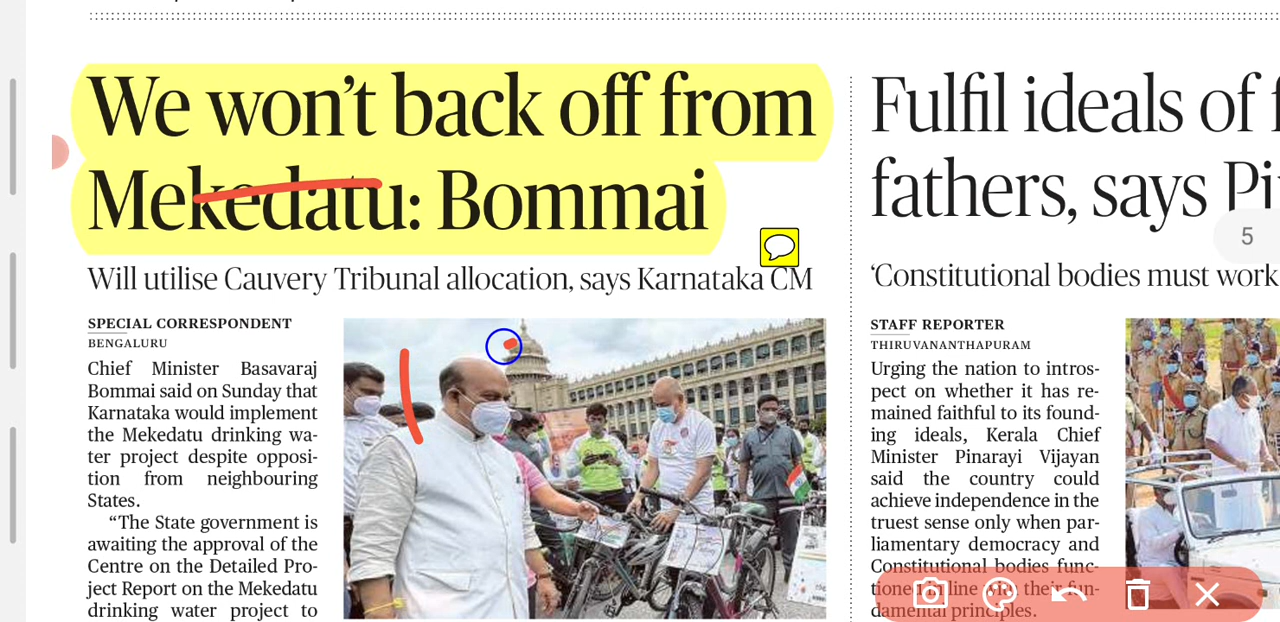 We won’t back off from
Mekedatu: Bommai
Will utilise Cauvery Tribunal allocation, says Karnataka CM
SPECIAL CORRESPONDENT
BENGALURU
Chief Minister Basavaraj
Bommai said on Sunday that
Karnataka would implement
the Mekedatu drinking wa-
ter project despite opposi-
tion from neighbouring
States.
“The State government is
awaiting the approval of the
Centre on the Detailed Pro-
ject Report on the Mekedatu
drinking water project to
Fulfil ideals of
fathers, says
5
‘Constitutional bodies must work
STAFF REPORTER
THIRUVANANTHAPURAM
Urging the nation to intros-
pect on whether it has re-
mained faithful to its found-
ing ideals, Kerala Chief
Minister Pinarayi Vijayan
said the country could
achieve independence in the
truest sense only when par-
liamentary democracy and
Constitutional bodies func-
tioned in line with their fun-
damental principles.